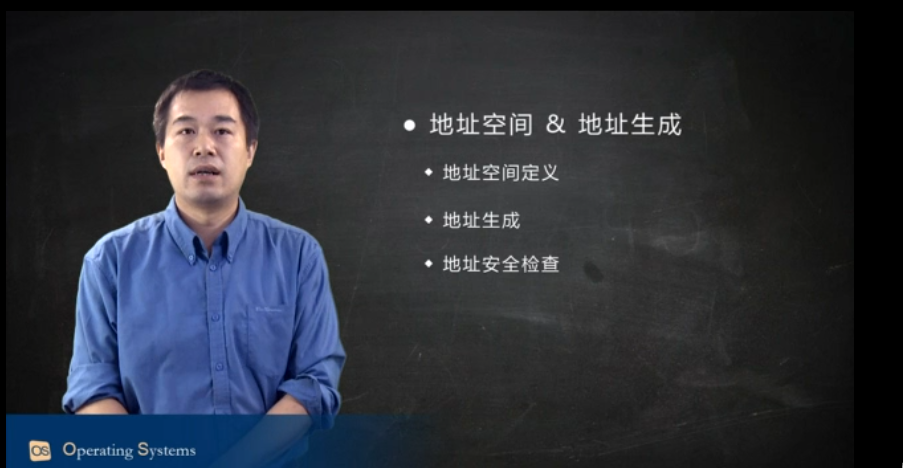 ● 地址空间 & 地址生成
◆ 地址空间定义
◆ 地址生成
◆ 地址安全检查
OS Operating Systems